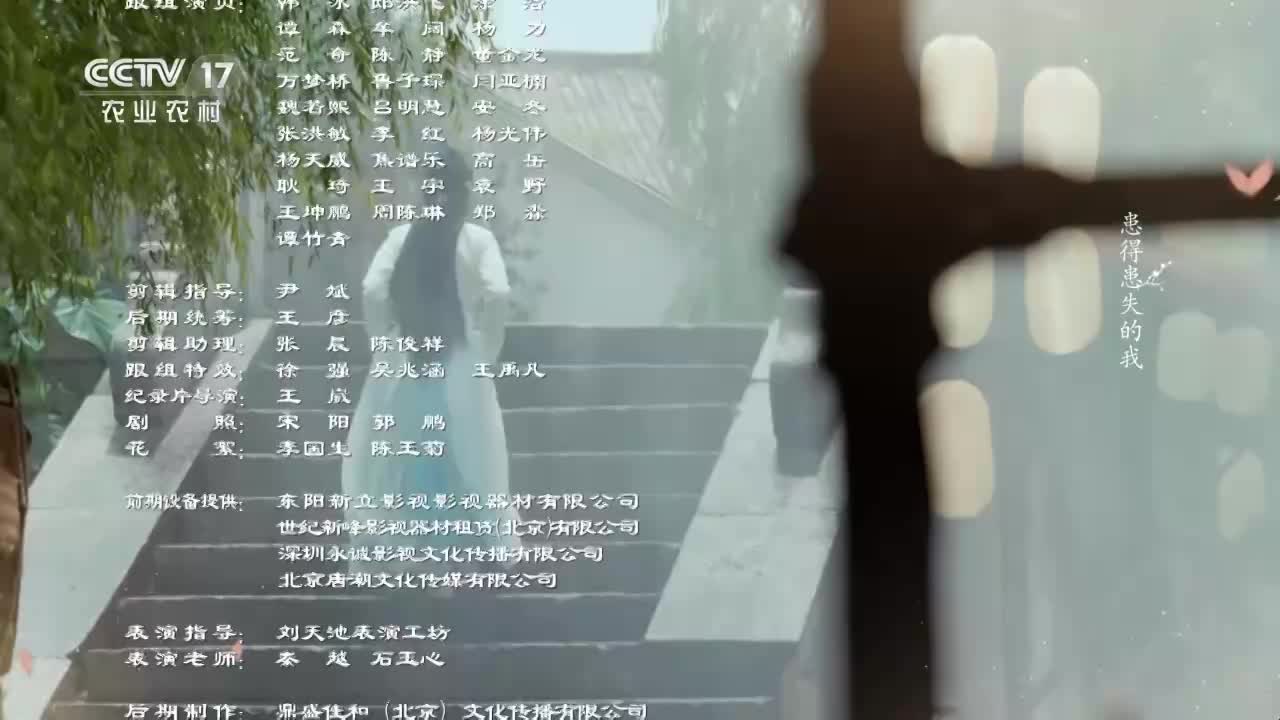 CCTV 17
农业农村
谭 森 牟 阔 杨 力
范 奇 陈 静 董金龙
万梦桥 鲁子琛 闫亚楠
魏若熙 吕明慧 安 冬
张洪敏 李 红 杨光伟
杨天威 焦谱乐 高 岳
耿 琦 王 宇 袁 野
王坤鹏 周陈琳 郑 淼
谭竹青
剪辑指导: 尹 斌
后期统筹: 王 彦
剪辑助理: 张 晨 陈俊祥
跟组特效: 徐 强 吴兆涵 王禹凡
纪录片导演: 王 崴
剧 照: 宋 阳 郭 鹏
花 絮: 李国生 陈玉菊
前期设备提供: 东阳新立影视影视器材有限公司
世纪新峰影视器材租赁(北京)有限公司
深圳永诚影视文化传播有限公司
北京唐潮文化传媒有限公司
表演指导: 刘天池表演工坊
表演老师: 秦 越 石玉心
后期制作: 鼎盛佳和(北京)文化传播有限公司
患得患失的我